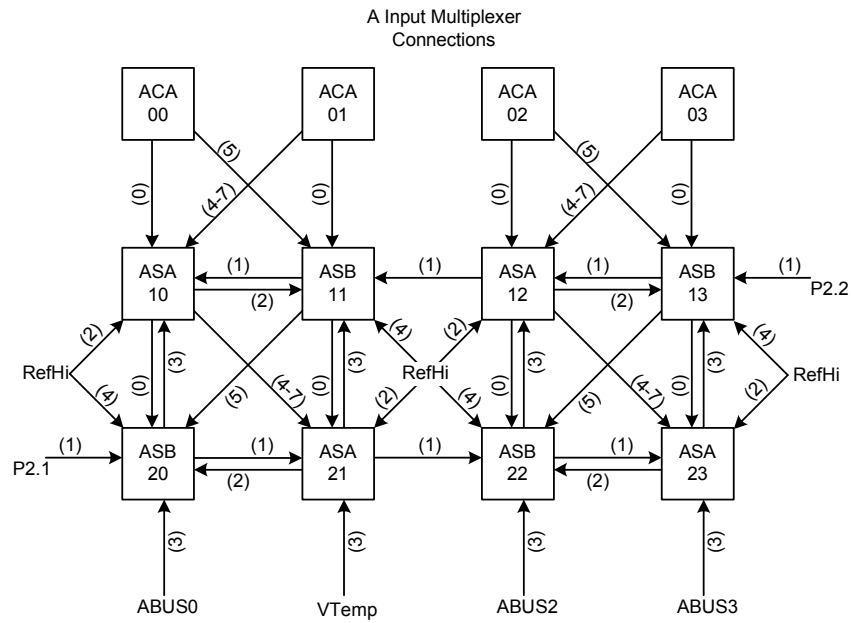 A Input Multiplexer
Connections
ACA
00
ACA
01
ACA
02
ACA
03
(5)
(5)
(0)
(4-7)
(0)
(0)
(4-7)
(0)
ASA
10
(1)
(2)
ASB
11
(1)
ASA
12
(1)
(2)
ASB
13
(1)
P2.2
(2)
(4)
(2)
(4)
RefHi
(3)
(3)
RefHi
(3)
(3)
RefHi
(4)
(0)
(5)
(4-7)
(0)
(2)
(4)
(0)
(5)
(4-7)
(0)
(2)
(1)
P2.1
ASB
20
(1)
(2)
ASA
21
(1)
ASB
22
(1)
(2)
ASA
23
(3)
(3)
(3)
(3)
ABUS0
VTemp
ABUS2
ABUS3